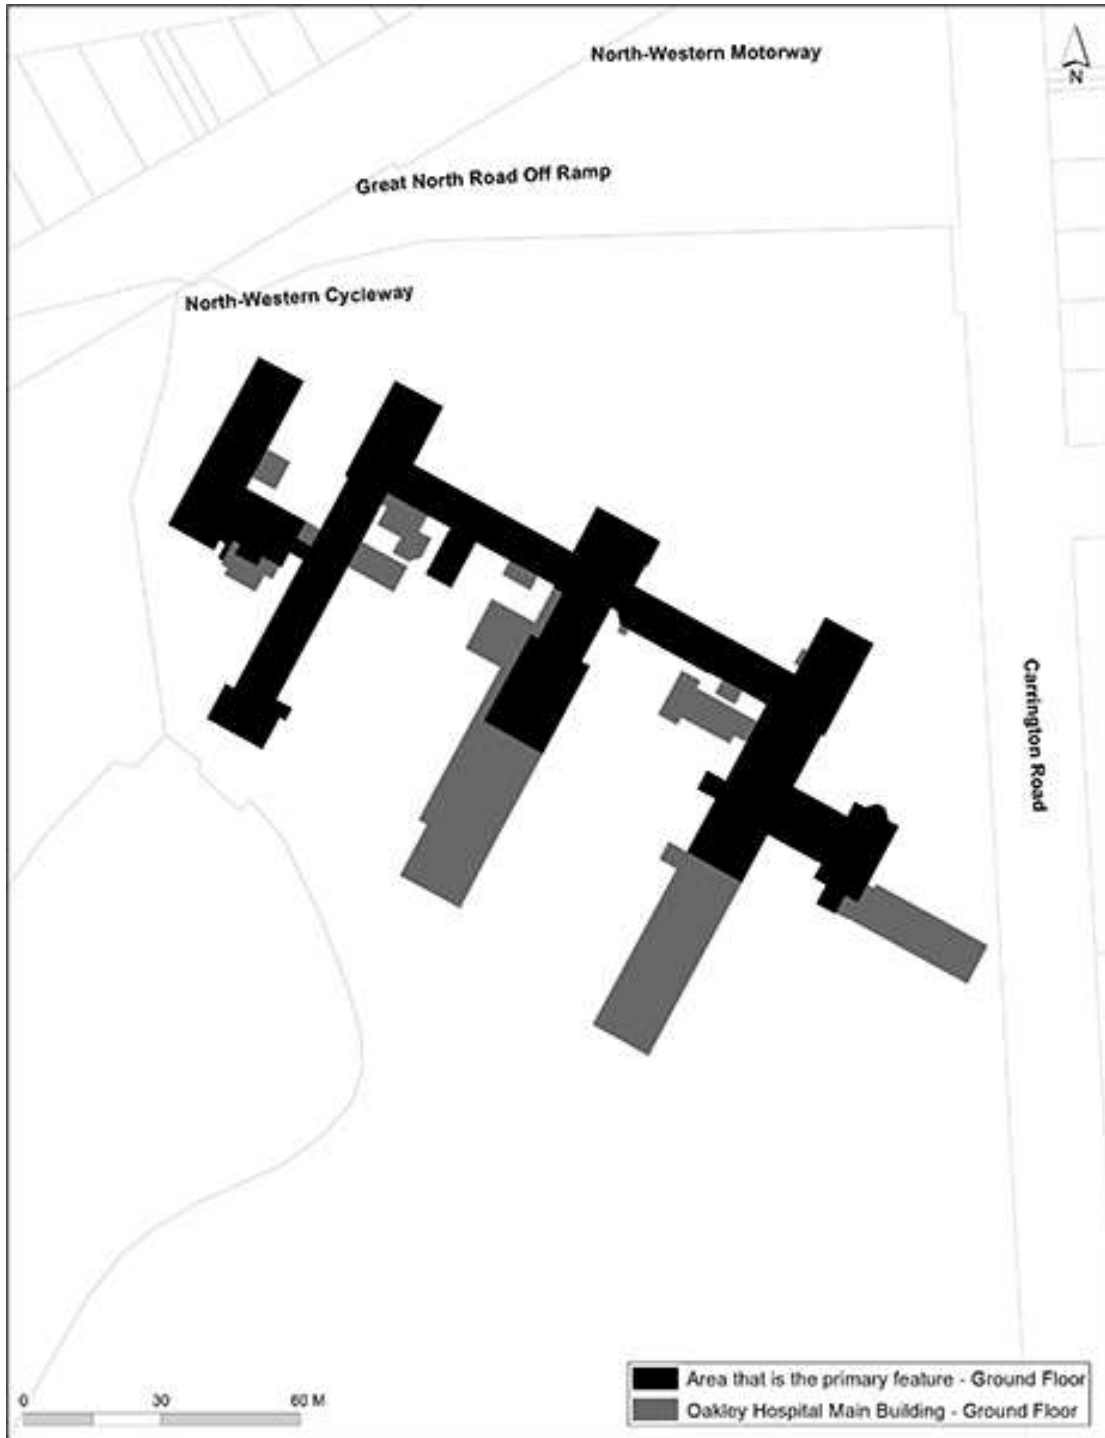 North-Western Motorway
N
Great North Road Off Ramp
North-Western Cycleway
Carrington Road
0 30 60 M
Area that is the primary feature - Ground Floor
Oakley Hospital Main Building - Ground Floor